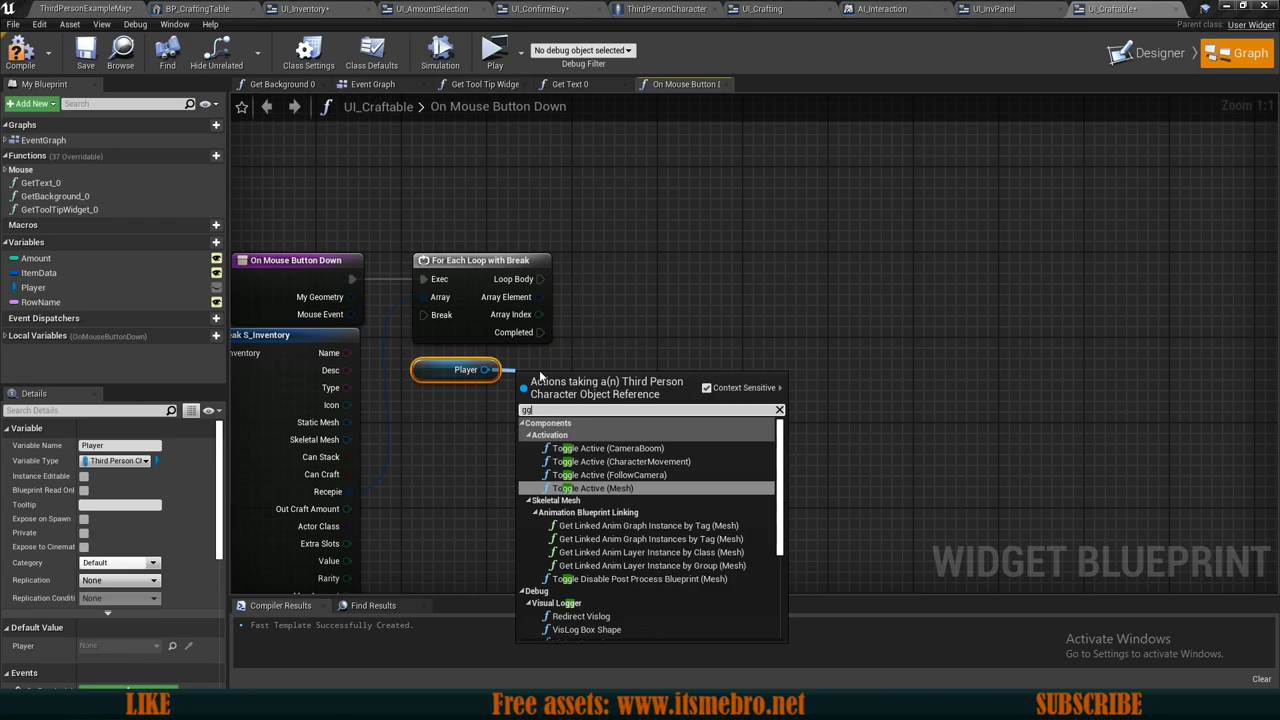 ThirdPersonExampleMap*
BP_CraftingTable
UI_Inventory*
UI_AmountSelection
UI_ConfirmBuy*
ThirdPersonCharacter
UI_Crafting
AI_Interaction
UI_InvPanel
UI_Craftable*
File Edit Asset View Debug Window Help
Parent class: User Widget
Compile
Save
Browse
Find
Hide Unrelated
Class Settings
Class Defaults
Simulation
Play
No debug object selected
Debug Filter
Designer
Graph
My Blueprint
Add New
Search
Get Background 0
Event Graph
Get Tool Tip Widge
Get Text 0
On Mouse Button D
UI_Craftable > On Mouse Button Down
Zoom 1:1
Graphs
EventGraph
Functions (37 Overridable)
Mouse
GetText_0
GetBackground_0
GetToolTipWidget_0
Macros
Variables
Amount
ItemData
Player
RowName
Event Dispatchers
Local Variables (OnMouseButtonDown)
Details
Search Details
Variable
Variable Name Player
Variable Type Third Person Cl
Instance Editable
Blueprint Read Onl
Tooltip
Expose on Spawn
Private
Expose to Cinemat
Category Default
Replication None
Replication Conditi None
Default Value
Player None
Events
On Mouse Button Down
My Geometry
Mouse Event
eak S_Inventory
nventory
Name
Desc
Type
Icon
Static Mesh
Skeletal Mesh
Can Stack
Can Craft
Recepie
Out Craft Amount
Actor Class
Extra Slots
Value
Rarity
For Each Loop with Break
Exec Loop Body
Array Array Element
Break Array Index
Completed
Player
Actions taking a(n) Third Person
Character Object Reference
Context Sensitive
gg
Components
Activation
Toggle Active (CameraBoom)
Toggle Active (CharacterMovement)
Toggle Active (FollowCamera)
Toggle Active (Mesh)
Skeletal Mesh
Animation Blueprint Linking
Get Linked Anim Graph Instance by Tag (Mesh)
Get Linked Anim Graph Instances by Tag (Mesh)
Get Linked Anim Layer Instance by Class (Mesh)
Get Linked Anim Layer Instance by Group (Mesh)
Toggle Disable Post Process Blueprint (Mesh)
Debug
Visual Logger
Redirect Vislog
VisLog Box Shape
WIDGET BLUEPRINT
Compiler Results
Find Results
Fast Template Successfully Created.
Activate Windows
Go to Settings to activate Windows.
Clear
LIKE
Free assets: www.itsmebro.net
SUBSCRIBE